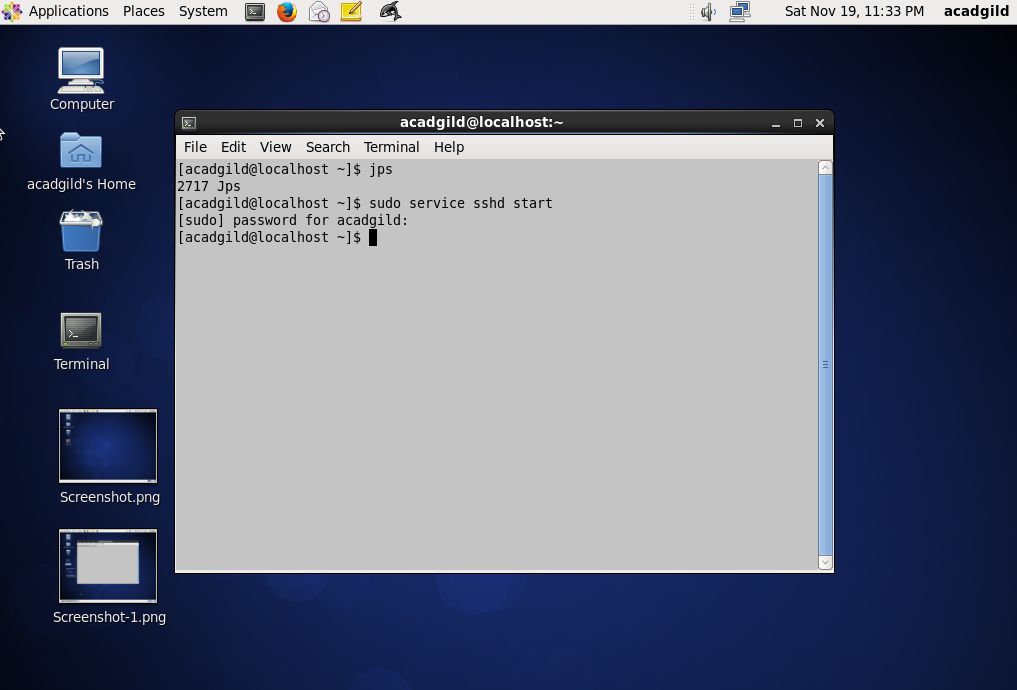 Applications Places System Sat Nov 19, 11:33 PM acadgild
Computer
acadgild's Home
Trash
Terminal
Screenshot.png
Screenshot-1.png
acadgild@localhost:~
File Edit View Search Terminal Help
[acadgild@localhost ~]$ jps
2717 Jps
[acadgild@localhost ~]$ sudo service sshd start
[sudo] password for acadgild:
[acadgild@localhost ~]$